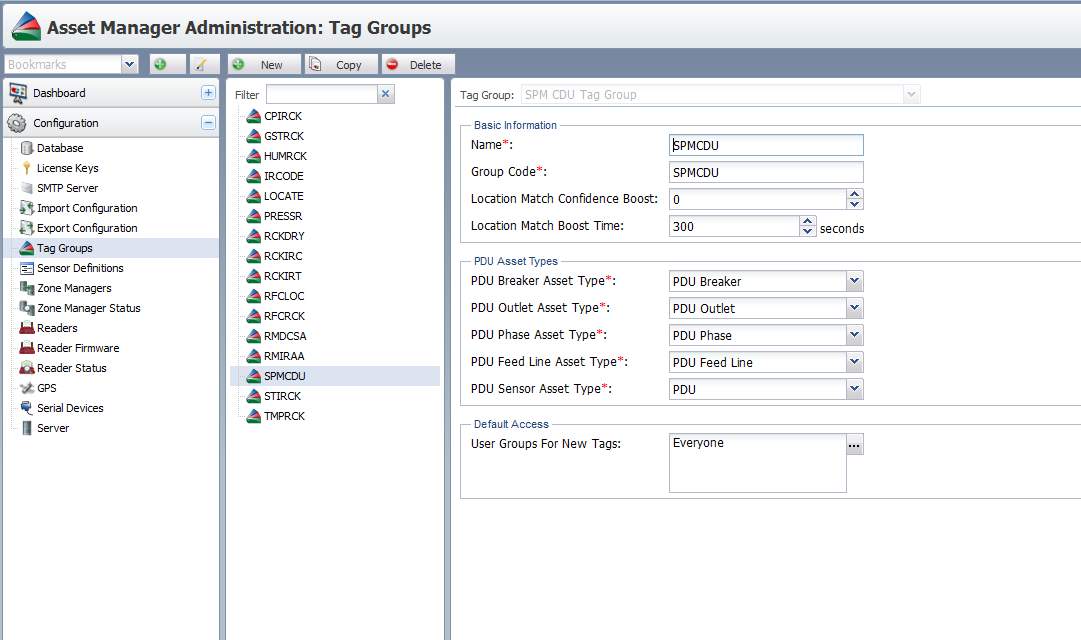 Asset Manager Administration: Tag Groups
Bookmarks
New
Copy
Delete
Dashboard
Configuration
Database
License Keys
SMTP Server
Import Configuration
Export Configuration
Tag Groups
Sensor Definitions
Zone Managers
Zone Manager Status
Readers
Reader Firmware
Reader Status
GPS
Serial Devices
Server
Filter
CPIRCK
GSTRCK
HUMRCK
IRCODE
LOCATE
PRESSR
RCKDRY
RCKIRC
RCKIRT
RFCLOC
RFCRCK
RMDCSA
RMIRAA
SPMCDU
STIRCK
TMPRCK
Tag Group: SPM CDU Tag Group
Basic Information
Name*: SPMCDU
Group Code*: SPMCDU
Location Match Confidence Boost: 0
Location Match Boost Time: 300 seconds
PDU Asset Types
PDU Breaker Asset Type*: PDU Breaker
PDU Outlet Asset Type*: PDU Outlet
PDU Phase Asset Type*: PDU Phase
PDU Feed Line Asset Type*: PDU Feed Line
PDU Sensor Asset Type*: PDU
Default Access
User Groups For New Tags: Everyone ...